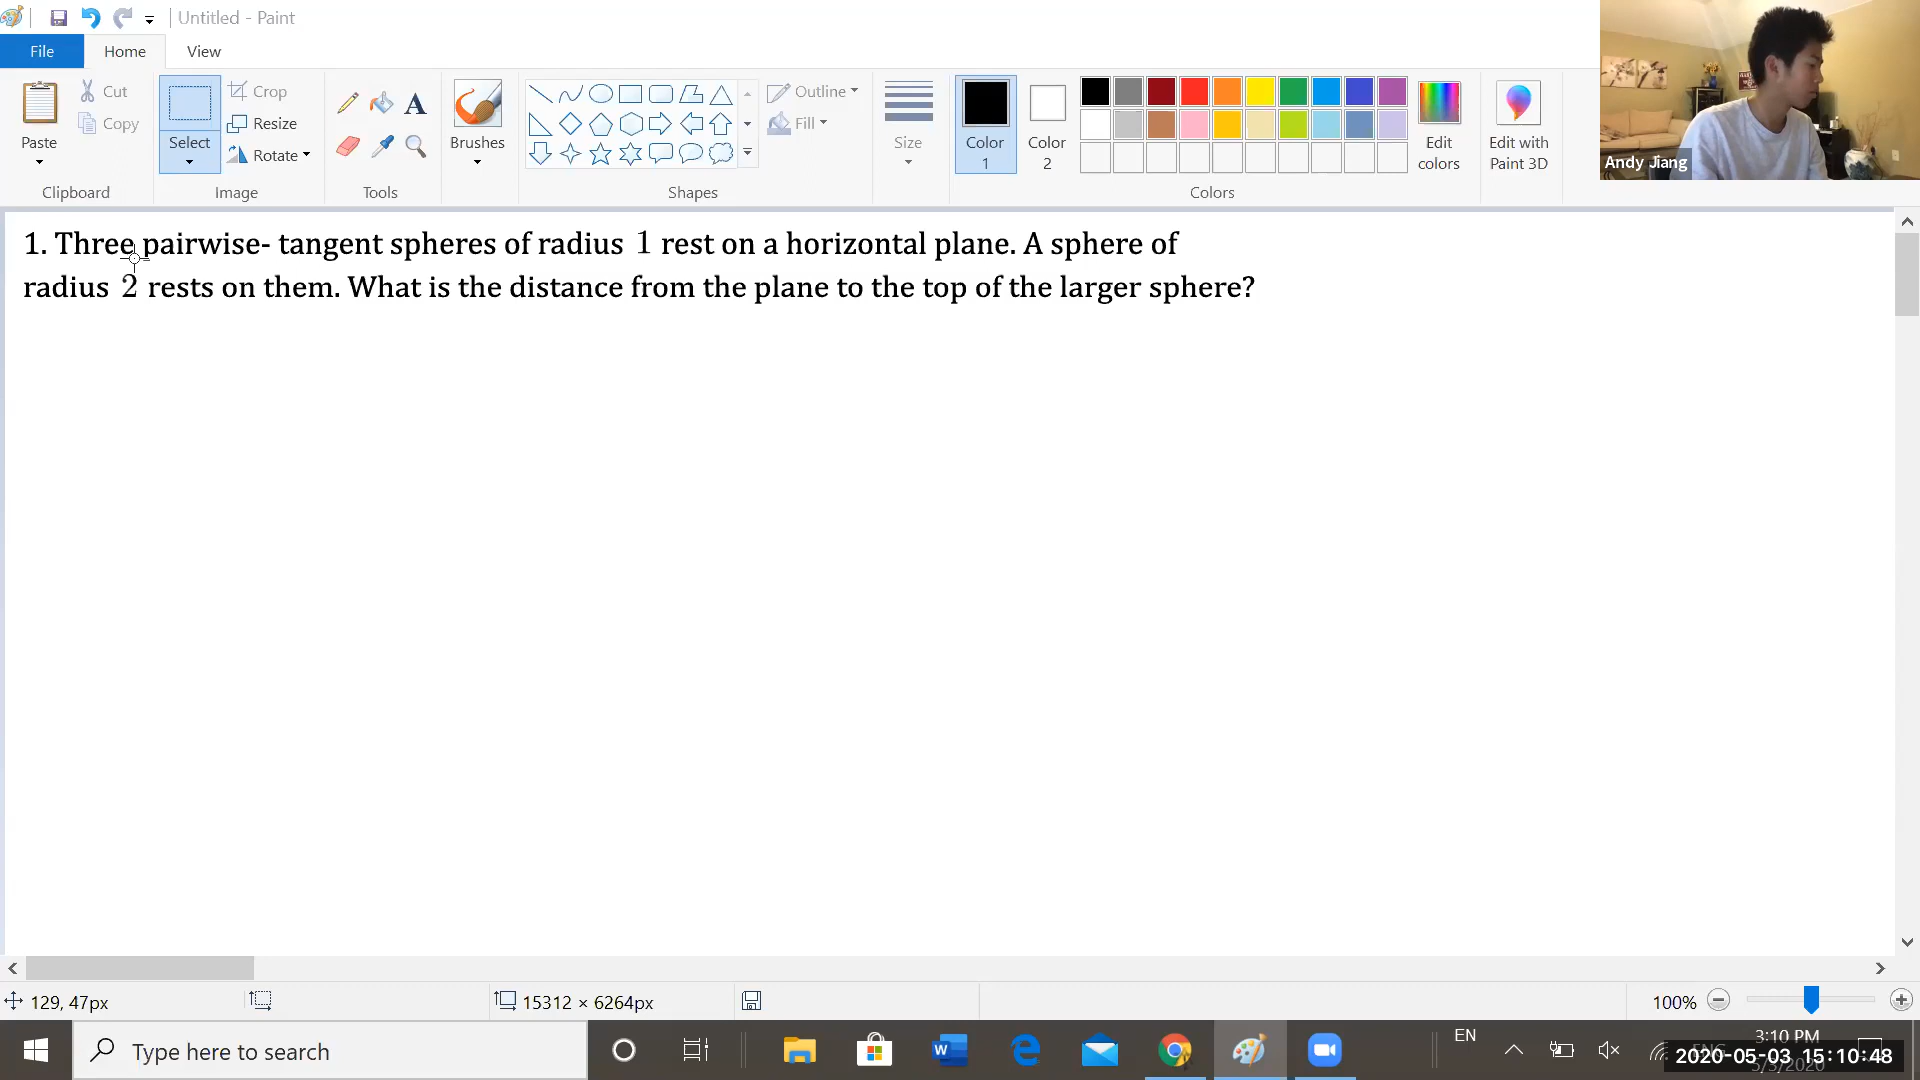 Untitled - Paint
File Home View
Paste Cut Copy Clipboard
Select Crop Resize Rotate Image
Tools
Brushes
Shapes
Outline Fill
Size
Color 1
Color 2
Colors
Edit colors
Edit with Paint 3D
Andy Jiang
1. Three pairwise- tangent spheres of radius 1 rest on a horizontal plane. A sphere of
radius 2 rests on them. What is the distance from the plane to the top of the larger sphere?
129, 47px
15312 × 6264px
100%
Type here to search
EN
3:10 PM
2020-05-03 15:10:48